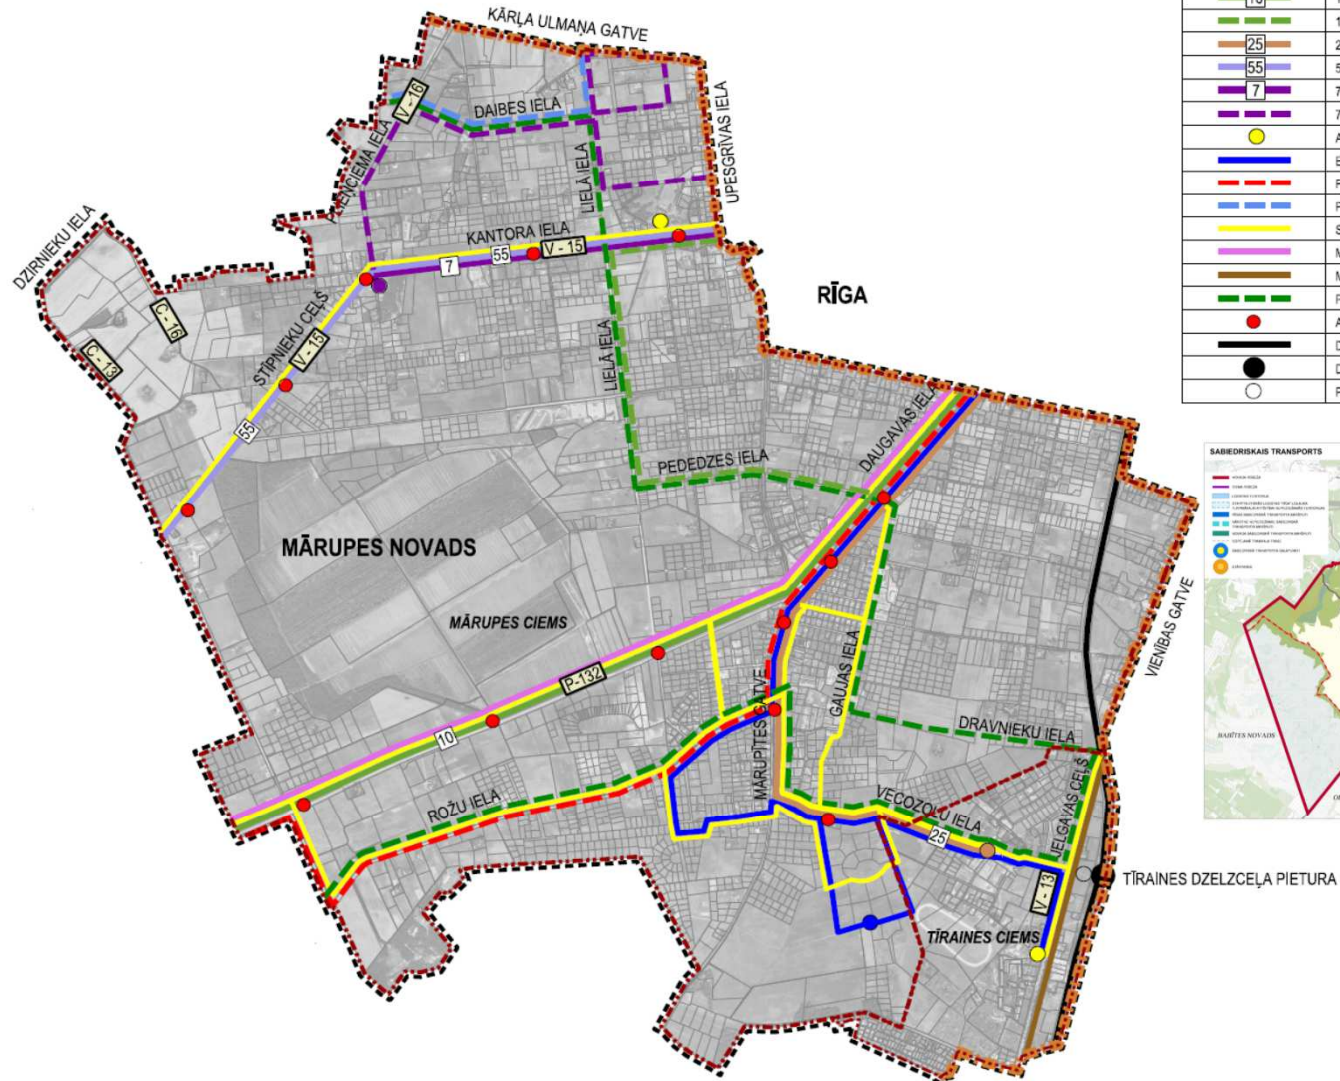 KĀRĻA ULMAŅA GATVE
V - 16
DAIBES IELA
PLIEŅCIEMA IELA
LIELĀ IELA
UPESGRĪVAS IELA
DZIRNIEKU IELA
KANTORA IELA
7
55
V - 15
C - 16
C - 13
STĪPNIEKU CEĻŠ
V - 15
55
RĪGA
LIELĀ IELA
PEDEDZES IELA
DAUGAVAS IELA
MĀRUPES NOVADS
MĀRUPES CIEMS
P-132
10
MĀRUPĪTES GATVE
GAUJAS IELA
VIENĪBAS GATVE
DRAVNIEKU IELA
ROŽU IELA
VECOZOLU IELA
25
JELGAVAS CEĻŠ
V - 13
TĪRAINES DZELZCEĻA PIETURA
TĪRAINES CIEMS
25
55
7
SABIEDRISKAIS TRANSPORTS
BABĪTES NOVADS